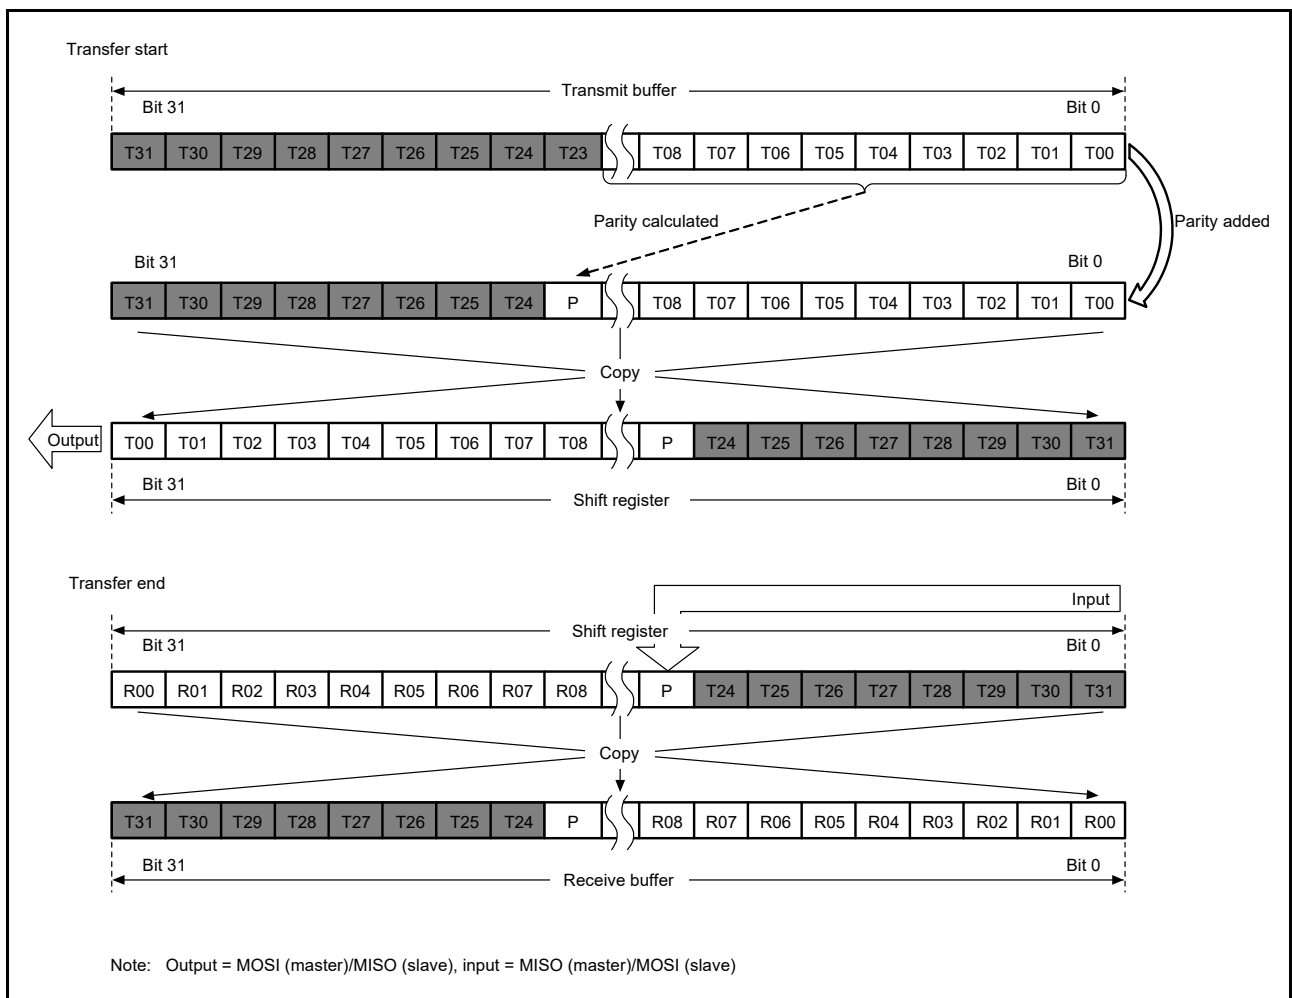 Transfer start
Transmit buffer
Bit 31 Bit 0
T31 T30 T29 T28 T27 T26 T25 T24 T23 T08 T07 T06 T05 T04 T03 T02 T01 T00
Parity calculated Parity added
Bit 31 Bit 0
T31 T30 T29 T28 T27 T26 T25 T24 P T08 T07 T06 T05 T04 T03 T02 T01 T00
Copy
Output T00 T01 T02 T03 T04 T05 T06 T07 T08 P T24 T25 T26 T27 T28 T29 T30 T31
Bit 31 Bit 0
Shift register
Transfer end
Input
Shift register
Bit 31 Bit 0
R00 R01 R02 R03 R04 R05 R06 R07 R08 P T24 T25 T26 T27 T28 T29 T30 T31
Copy
T31 T30 T29 T28 T27 T26 T25 T24 P R08 R07 R06 R05 R04 R03 R02 R01 R00
Bit 31 Bit 0
Receive buffer
Note: Output = MOSI (master)/MISO (slave), input = MISO (master)/MOSI (slave)